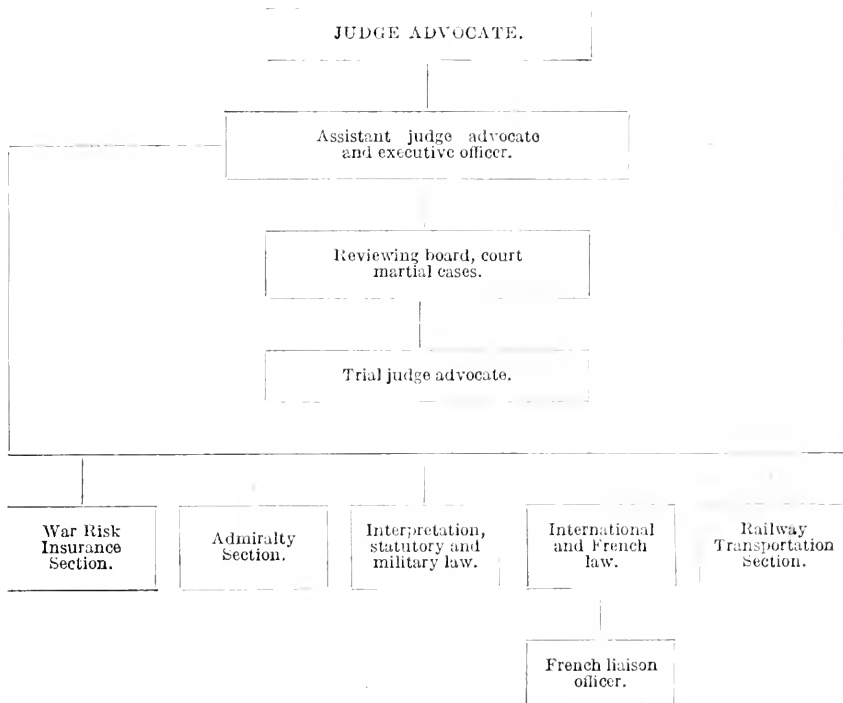 JUDGE ADVOCATE.
Assistant judge advocate
and executive officer.
Reviewing board, court
martial cases.
Trial judge advocate.
War Risk
Insurance
Section.
Admiralty
Section.
Interpretation,
statutory and
military law.
International
and French
law.
Railway
Transportation
Section.
French liaison
officer.